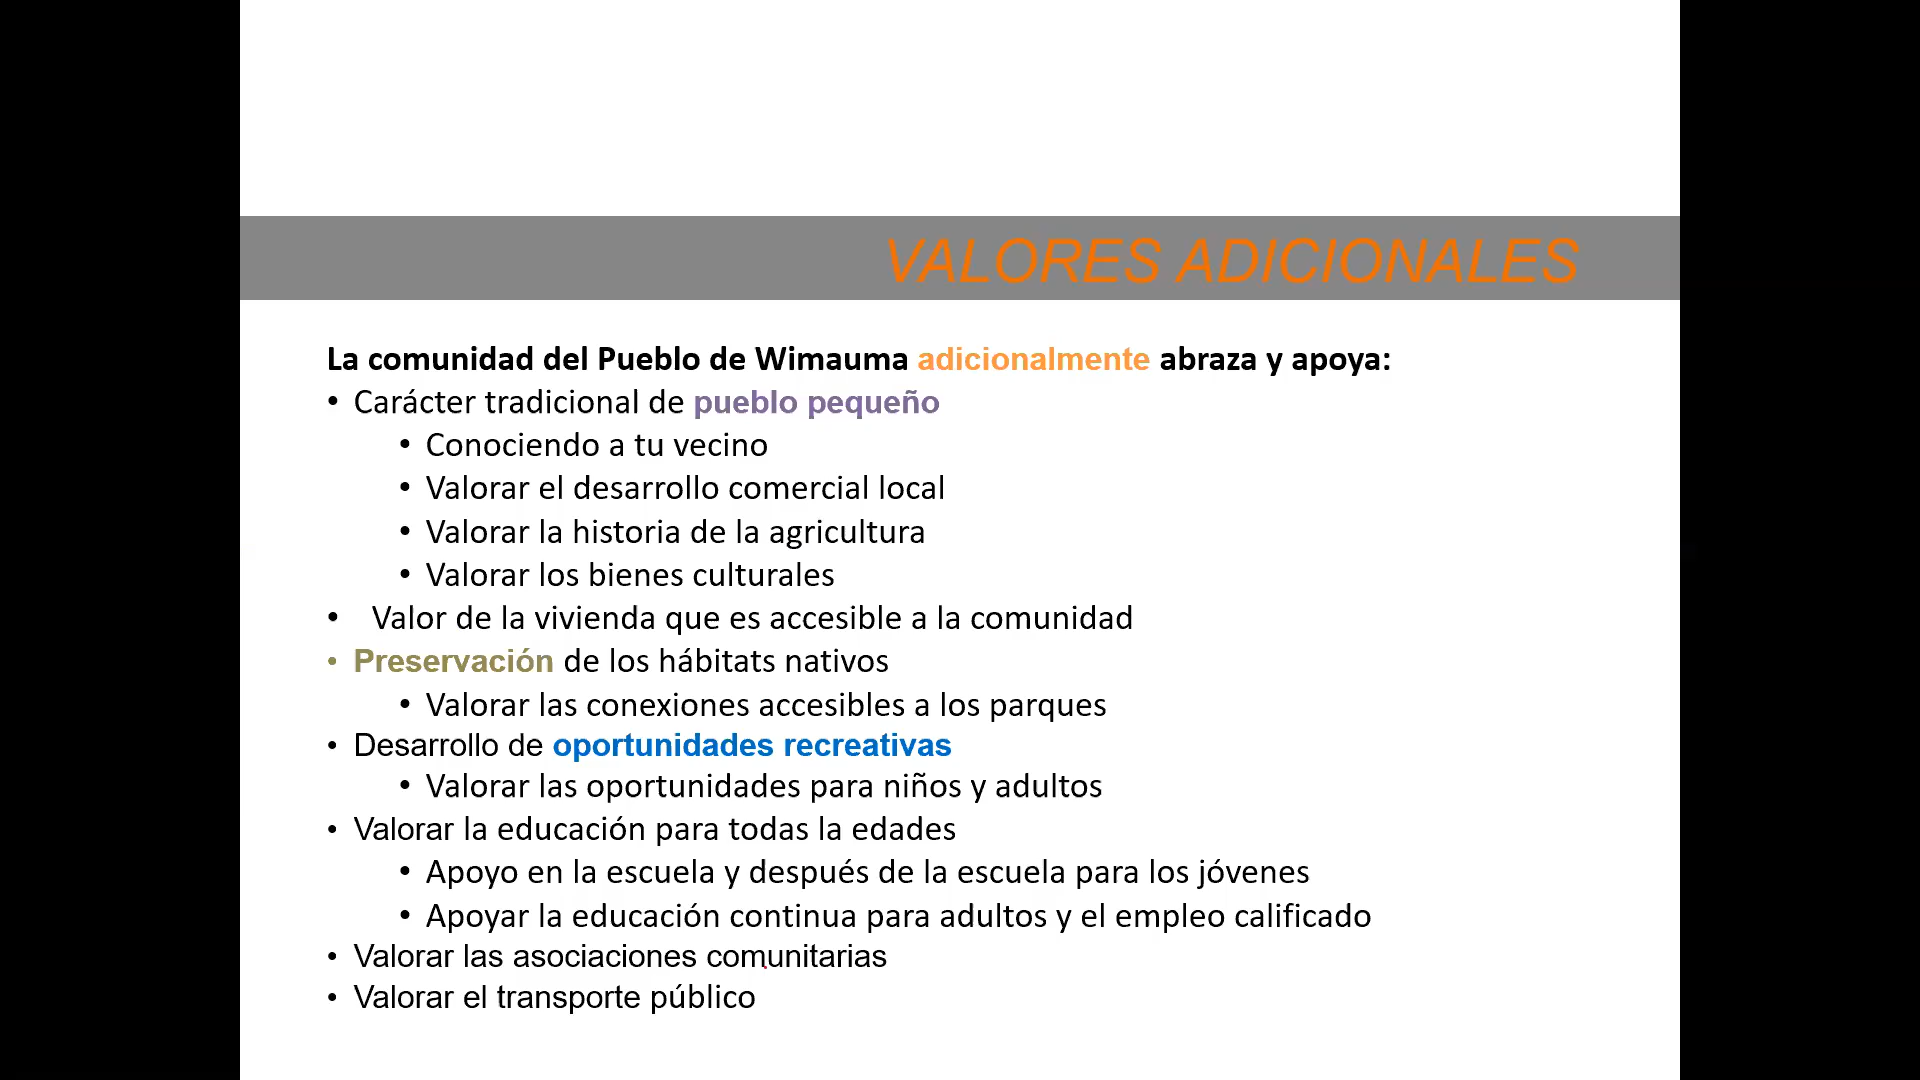 VALORES ADICIONALES
La comunidad del Pueblo de Wimauma adicionalmente abraza y apoya:
• Carácter tradicional de pueblo pequeño
• Conociendo a tu vecino
• Valorar el desarrollo comercial local
• Valorar la historia de la agricultura
• Valorar los bienes culturales
• Valor de la vivienda que es accesible a la comunidad
• Preservación de los hábitats nativos
• Valorar las conexiones accesibles a los parques
• Desarrollo de oportunidades recreativas
• Valorar las oportunidades para niños y adultos
• Valorar la educación para todas la edades
• Apoyo en la escuela y después de la escuela para los jóvenes
• Apoyar la educación continua para adultos y el empleo calificado
• Valorar las asociaciones comunitarias
• Valorar el transporte público